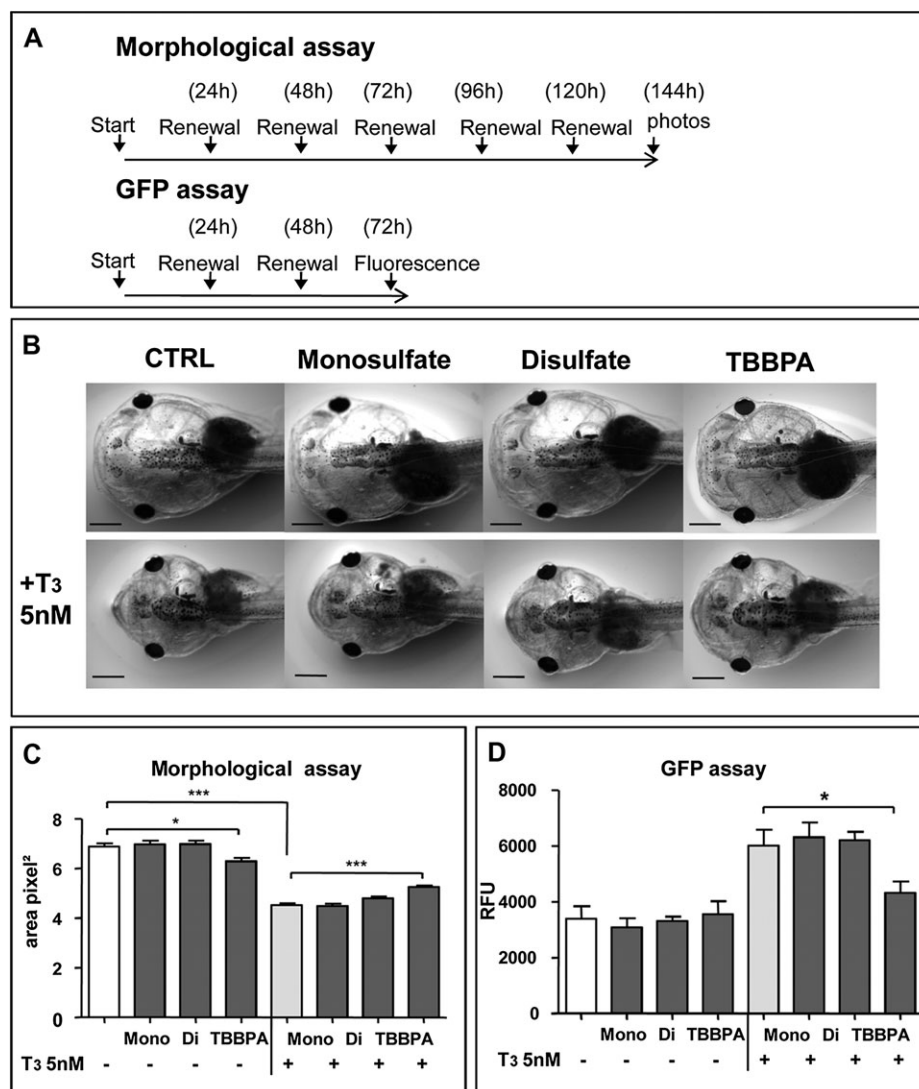 A
Morphological assay
(24h) (48h) (72h) (96h) (120h) (144h)
Start Renewal Renewal Renewal Renewal Renewal photos
GFP assay
(24h) (48h) (72h)
Start Renewal Renewal Fluorescence
B
CTRL Monosulfate Disulfate TBBPA
+T3
5nM
C
Morphological assay
***
*
***
area pixel²
8
6
4
2
0
Mono Di TBBPA Mono Di TBBPA
T3 5nM - - - - + + + +
D
GFP assay
*
RFU
8000
6000
4000
2000
0
Mono Di TBBPA Mono Di TBBPA
T3 5nM - - - - + + + +